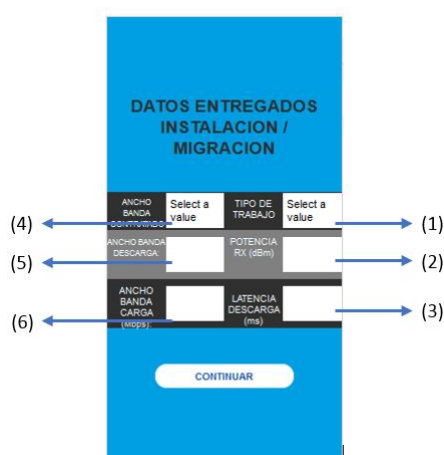 DATOS ENTREGADOS
INSTALACION /
MIGRACION
ANCHO
BANDA
CONTRATADO
Select a
value
TIPO DE
TRABAJO
Select a
value
(4)
(1)
ANCHO BANDA
DESCARGA:
POTENCIA
RX (dBm)
(5)
(2)
ANCHO
BANDA
CARGA
(Mbps):
LATENCIA
DESCARGA
(ms)
(6)
(3)
CONTINUAR